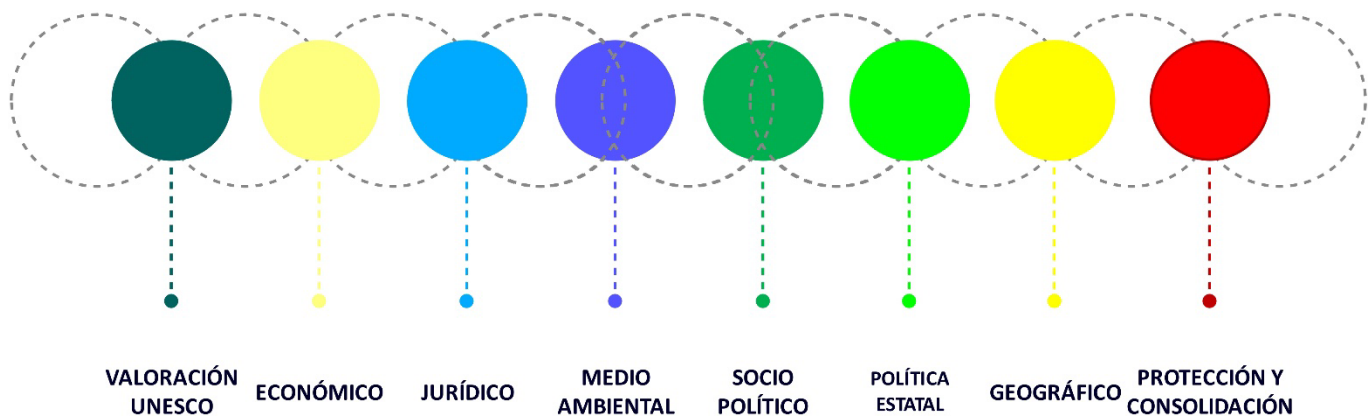 VALORACIÓN
UNESCO
ECONÓMICO
JURÍDICO
MEDIO
AMBIENTAL
SOCIO
POLÍTICO
POLÍTICA
ESTATAL
GEOGRÁFICO
PROTECCIÓN Y
CONSOLIDACIÓN